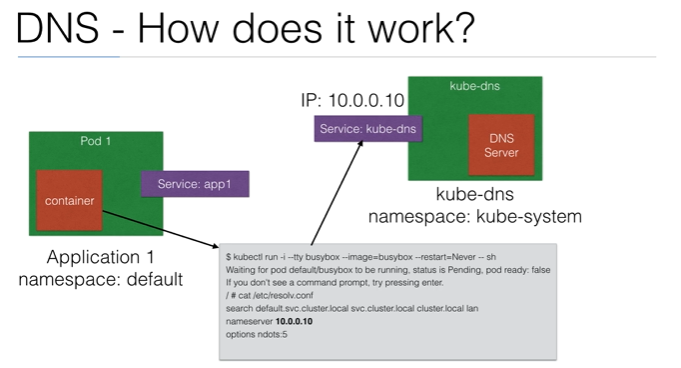 DNS - How does it work?
kube-dns
IP: 10.0.0.10
Service: kube-dns
DNS
Server
Pod 1
Service: app1
container
kube-dns
namespace: kube-system
Application 1
namespace: default
$ kubectl run -i --tty busybox --image=busybox --restart=Never -- sh
Waiting for pod default/busybox to be running, status is Pending, pod ready: false
If you don't see a command prompt, try pressing enter.
/ # cat /etc/resolv.conf
search default.svc.cluster.local svc.cluster.local cluster.local lan
nameserver 10.0.0.10
options ndots:5